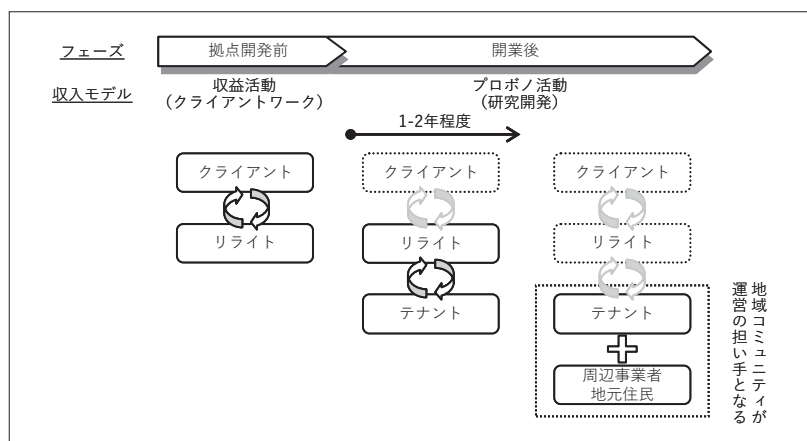 フェーズ
拠点開発前
開業後
収入モデル
収益活動
（クライアントワーク）
プロボノ活動
（研究開発）
1-2年程度
クライアント
リライト
クライアント
リライト
テナント
クライアント
リライト
テナント
周辺事業者
地元住民
地域コミュニティが
運営の担い手となる